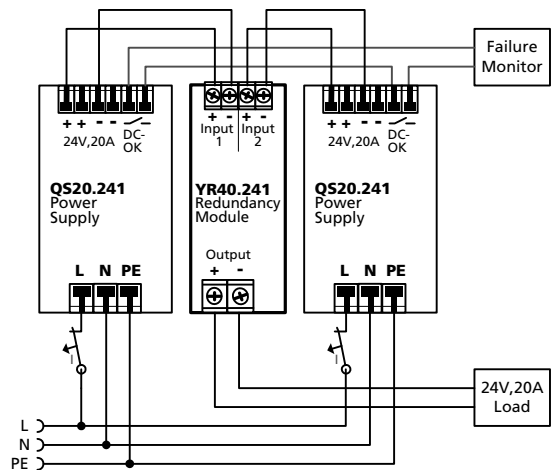 Failure
Monitor
+ + - - DC-
24V,20A OK
QS20.241
Power
Supply
L N PE
+ - + -
Input Input
1 2
YR40.241
Redundancy
Module
Output
+ -
+ + - - DC-
24V,20A OK
QS20.241
Power
Supply
L N PE
I
I
24V,20A
Load
L
N
PE